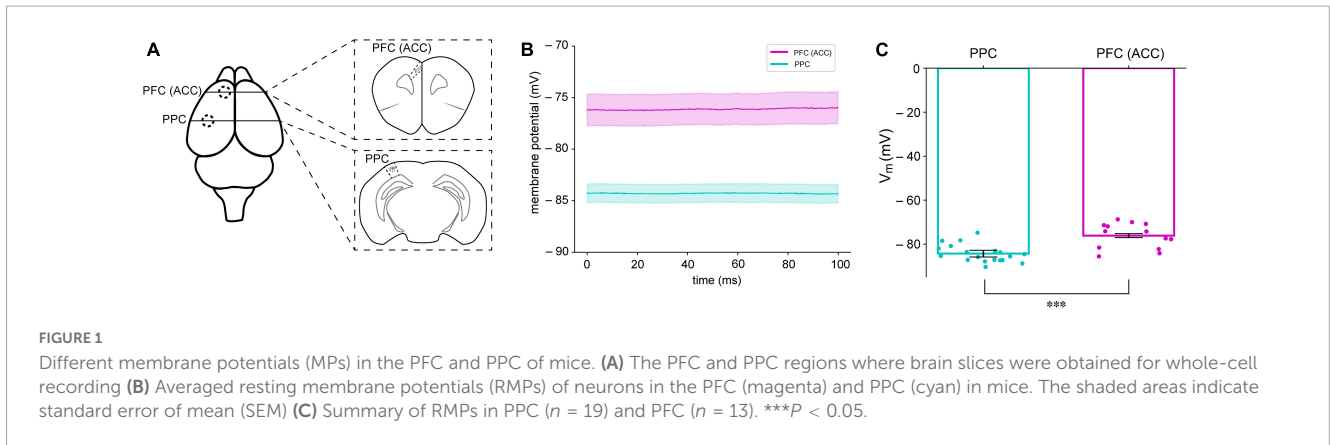 A
PFC (ACC)
PPC
PFC (ACC)
PPC
B
−70
−75
−80
−85
−90
membrane potential (mV)
0 20 40 60 80 100
time (ms)
PFC (ACC)
PPC
C
PPC PFC (ACC)
0
−20
−40
−60
−80
Vm(mV)
***
FIGURE 1
Different membrane potentials (MPs) in the PFC and PPC of mice. (A) The PFC and PPC regions where brain slices were obtained for whole-cell
recording (B) Averaged resting membrane potentials (RMPs) of neurons in the PFC (magenta) and PPC (cyan) in mice. The shaded areas indicate
standard error of mean (SEM) (C) Summary of RMPs in PPC (n = 19) and PFC (n = 13). ***P < 0.05.